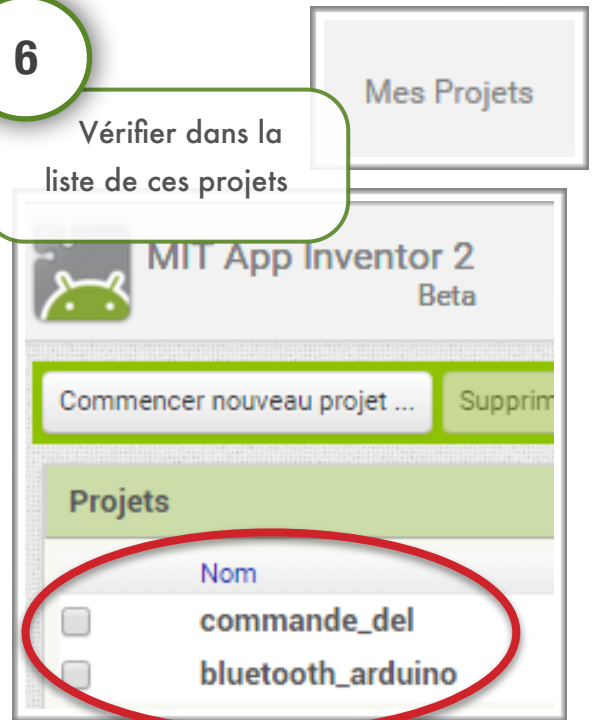 6
Mes Projets
Vérifier dans la
liste de ces projets
MIT App Inventor 2
Beta
Commencer nouveau projet ...
Supprim
Projets
Nom
commande_del
bluetooth_arduino